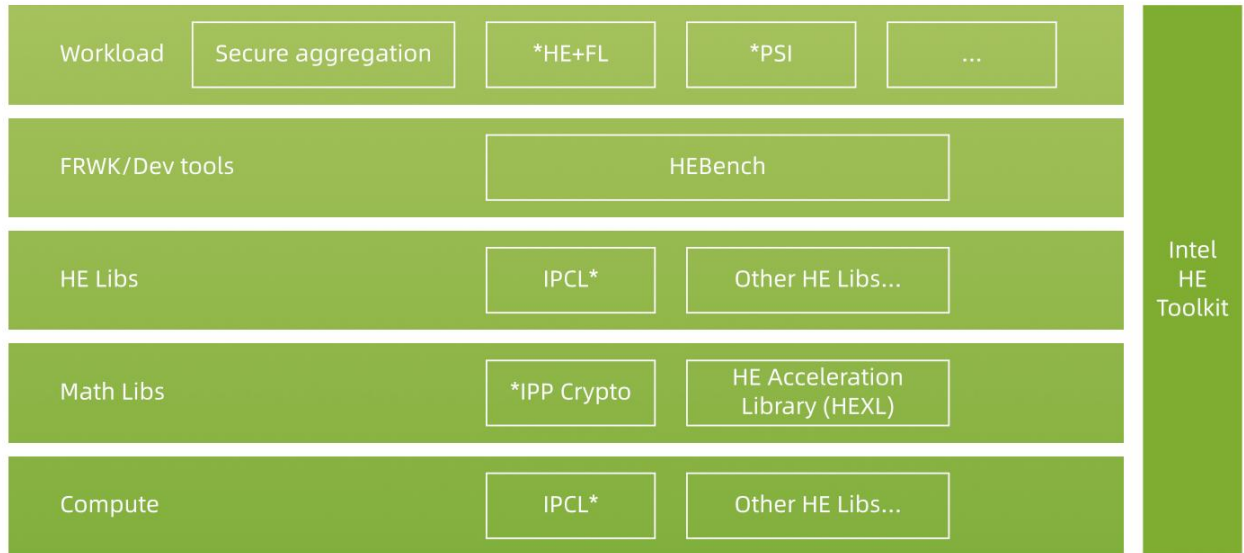 Workload
Secure aggregation
*HE+FL
*PSI
...
FRWK/Dev tools
HEBench
HE Libs
IPCL*
Other HE Libs...
Math Libs
*IPP Crypto
HE Acceleration
Library (HEXL)
Compute
IPCL*
Other HE Libs...
Intel
HE
Toolkit